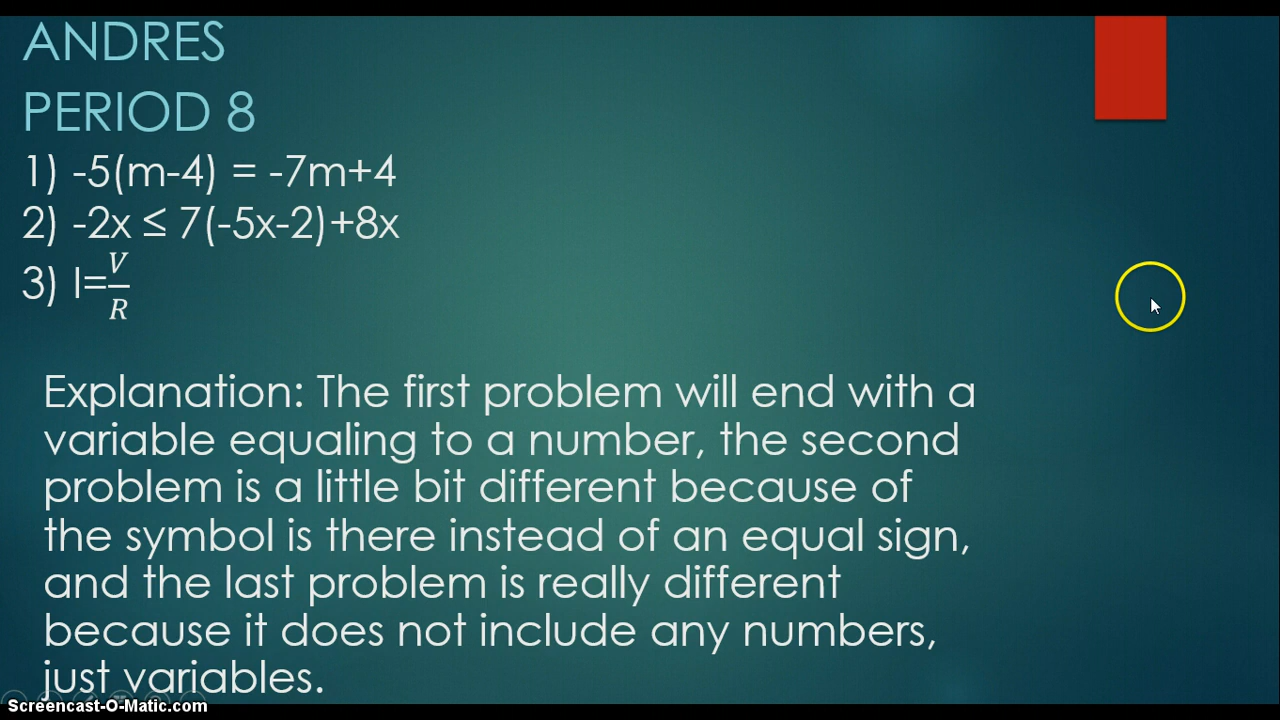 ANDRES
PERIOD 8
1) -5(m-4) = -7m+4
2) -2x ≤ 7(-5x-2)+8x
3) I=V/R
Explanation: The first problem will end with a
variable equaling to a number, the second
problem is a little bit different because of
the symbol is there instead of an equal sign,
and the last problem is really different
because it does not include any numbers,
just variables.
Screencast-O-Matic.com